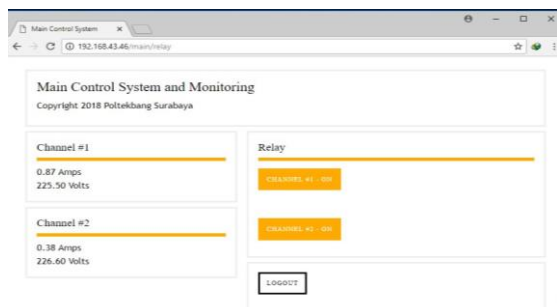 Main Control System
192.168.43.46/main/relay
Main Control System and Monitoring
Copyright 2018 Poltekbang Surabaya
Channel #1
0.87 Amps
225.50 Volts
Channel #2
0.38 Amps
226.60 Volts
Relay
CHANNEL #1 - ON
CHANNEL #2 - ON
LOGOUT